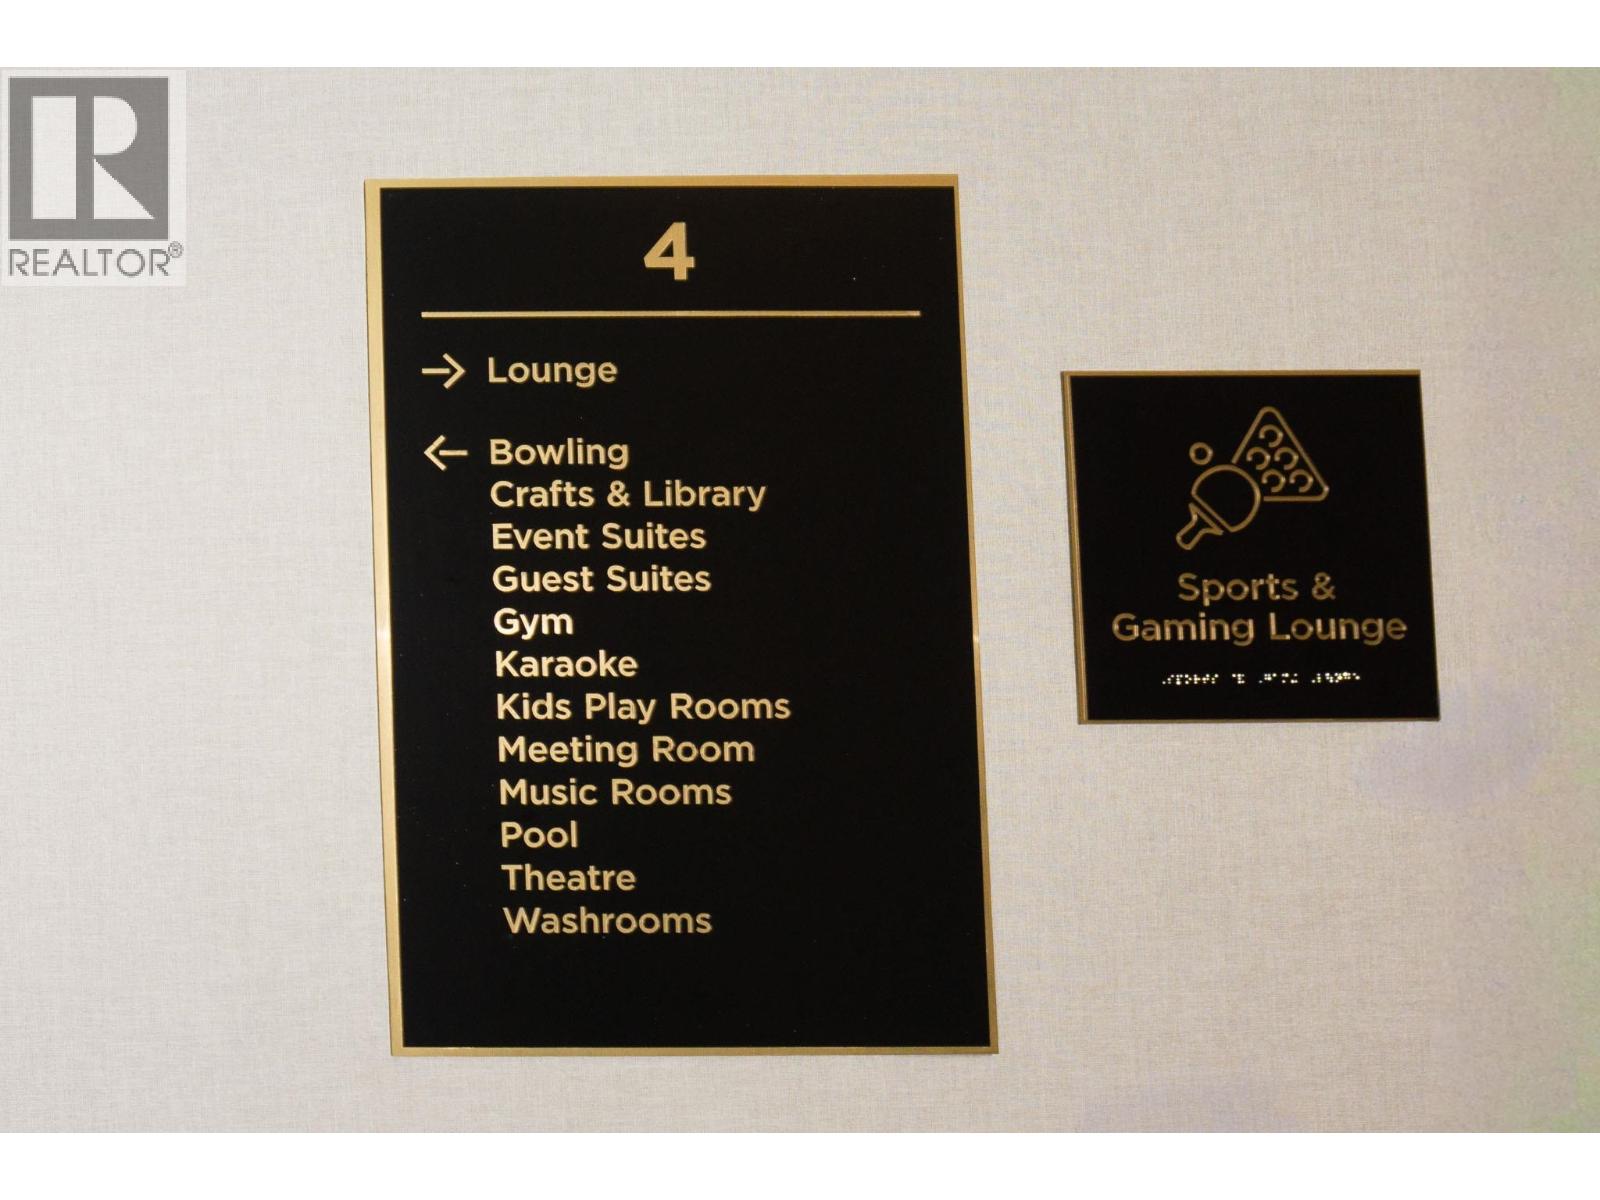 REALTOR®
4
→ Lounge
← Bowling
Crafts & Library
Event Suites
Guest Suites
Gym
Karaoke
Kids Play Rooms
Meeting Room
Music Rooms
Pool
Theatre
Washrooms
Sports &
Gaming Lounge